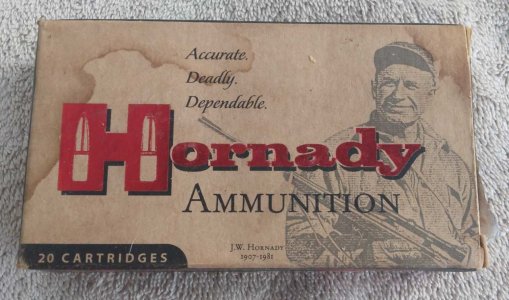 Accurate.
Deadly.
Dependable.
Hornady
AMMUNITION
J.W. HORNADY
1907-1981
20 CARTRIDGES